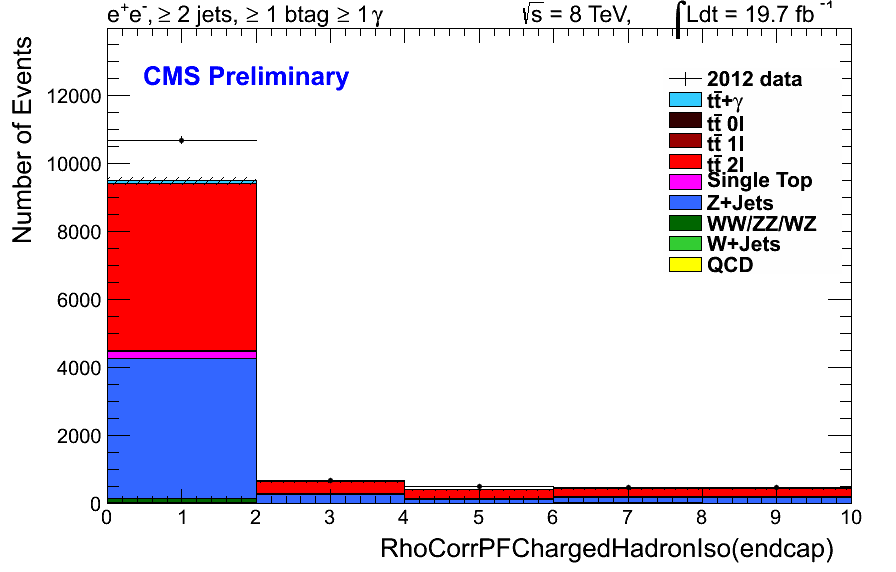 e⁺e⁻, ≥ 2 jets, ≥ 1 btag ≥ 1 γ √s = 8 TeV, ∫Ldt = 19.7 fb⁻¹
CMS Preliminary
Number of Events
12000
10000
8000
6000
4000
2000
0
2012 data
tt̄+γ
tt̄ 0l
tt̄ 1l
tt̄ 2l
Single Top
Z+Jets
WW/ZZ/WZ
W+Jets
QCD
0 1 2 3 4 5 6 7 8 9 10
RhoCorrPFChargedHadronIso(endcap)